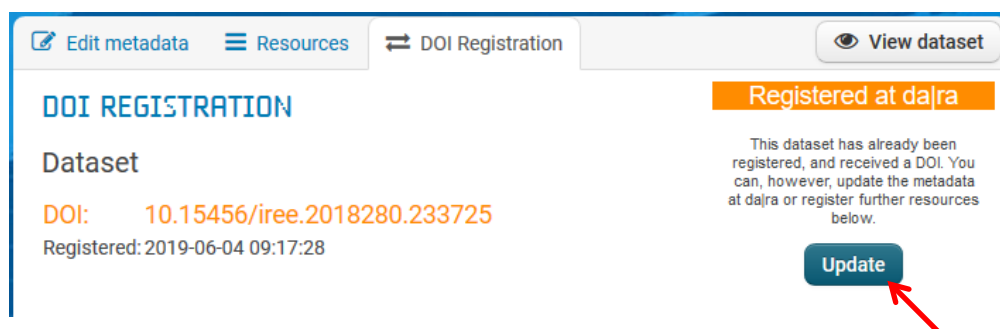 Edit metadata Resources DOI Registration View dataset
DOI REGISTRATION
Registered at da|ra
Dataset
This dataset has already been
registered, and received a DOI. You
can, however, update the metadata
at da|ra or register further resources
below.
DOI: 10.15456/iree.2018280.233725
Registered: 2019-06-04 09:17:28
Update